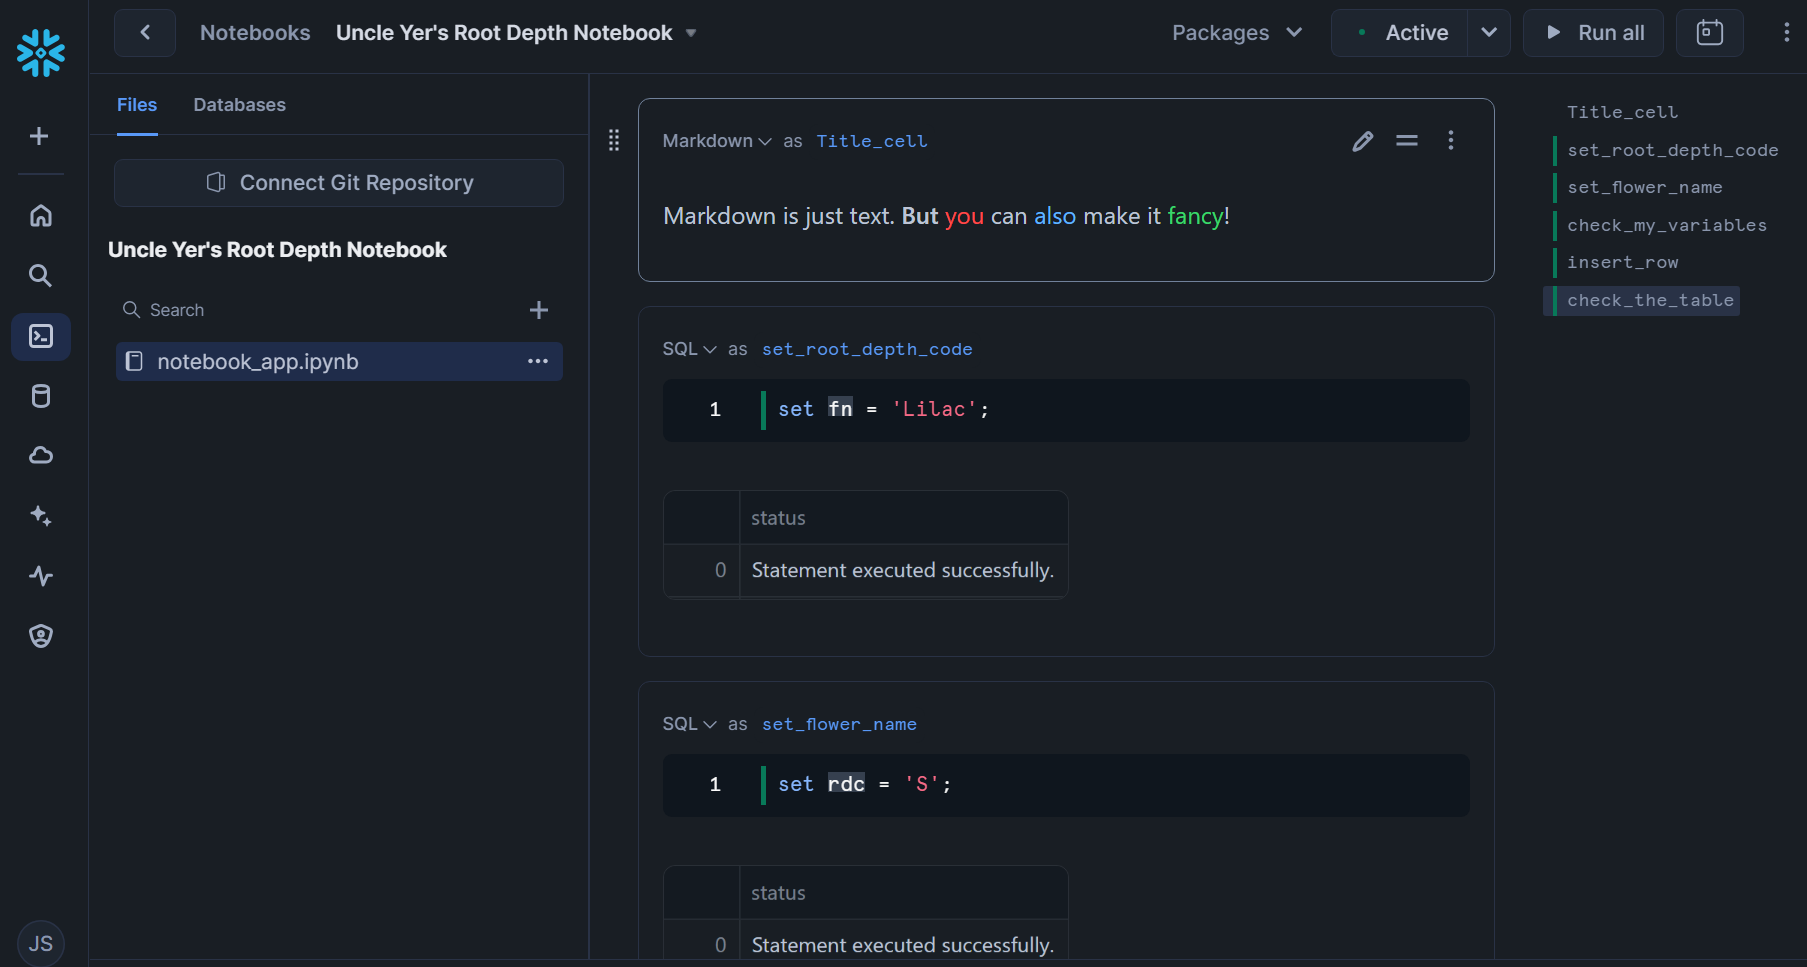 Notebooks Uncle Yer's Root Depth Notebook
Packages Active Run all
Files Databases
Connect Git Repository
Uncle Yer's Root Depth Notebook
Search
notebook_app.ipynb
JS
Markdown as Title_cell
Markdown is just text. But you can also make it fancy!
SQL as set_root_depth_code
1 set fn = 'Lilac';
status
0 Statement executed successfully.
SQL as set_flower_name
1 set rdc = 'S';
status
0 Statement executed successfully.
Title_cell
set_root_depth_code
set_flower_name
check_my_variables
insert_row
check_the_table